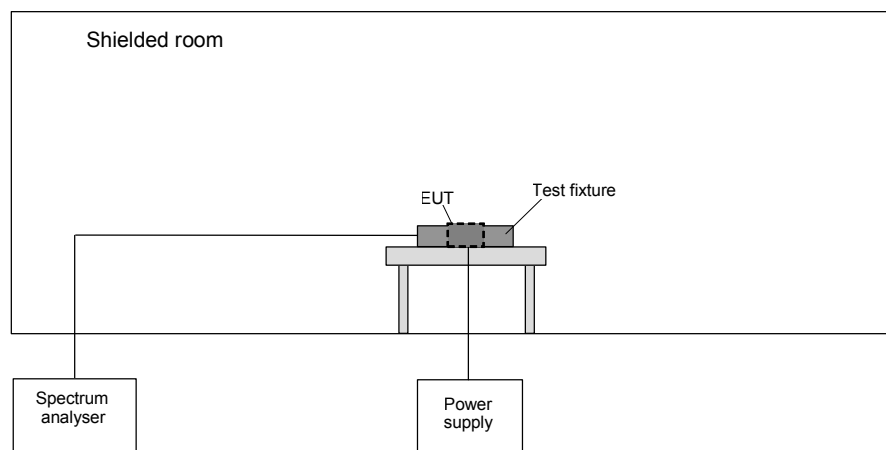 Shielded room
EUT
Test fixture
Spectrum
analyser
Power
supply